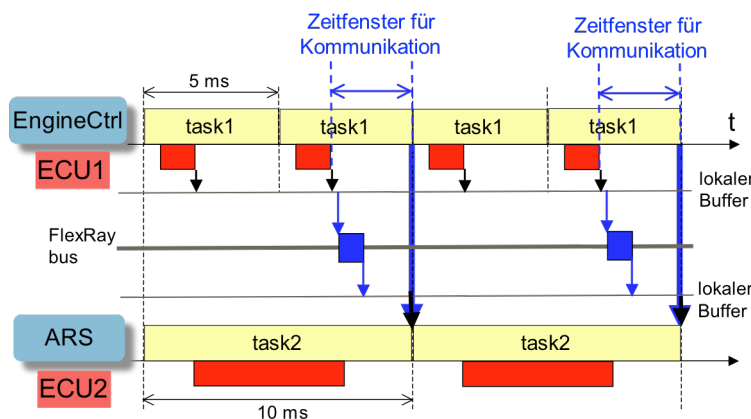 Zeitfenster für
Kommunikation
Zeitfenster für
Kommunikation
5 ms
EngineCtrl
task1
task1
task1
task1
t
ECU1
lokaler
Buffer
FlexRay
bus
lokaler
Buffer
ARS
task2
task2
ECU2
10 ms